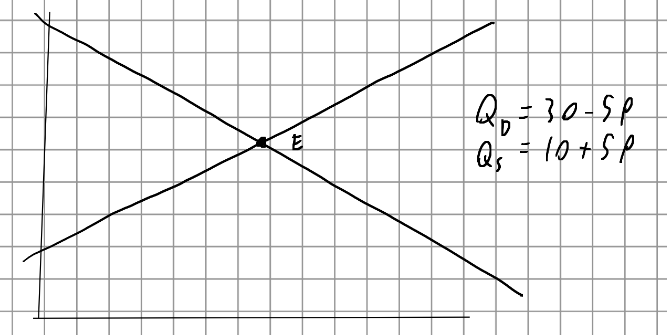 E
Q_D = 30 - 5P
Q_s = 10 + 5P